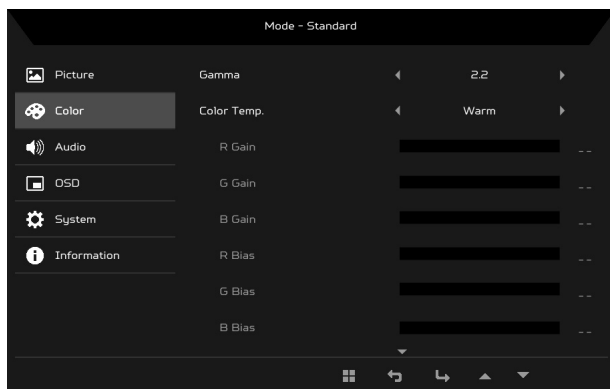 Mode - Standard
Picture
Gamma 2.2
Color
Color Temp. Warm
Audio
R Gain --
OSD
G Gain --
System
B Gain --
Information
R Bias --
G Bias --
B Bias --